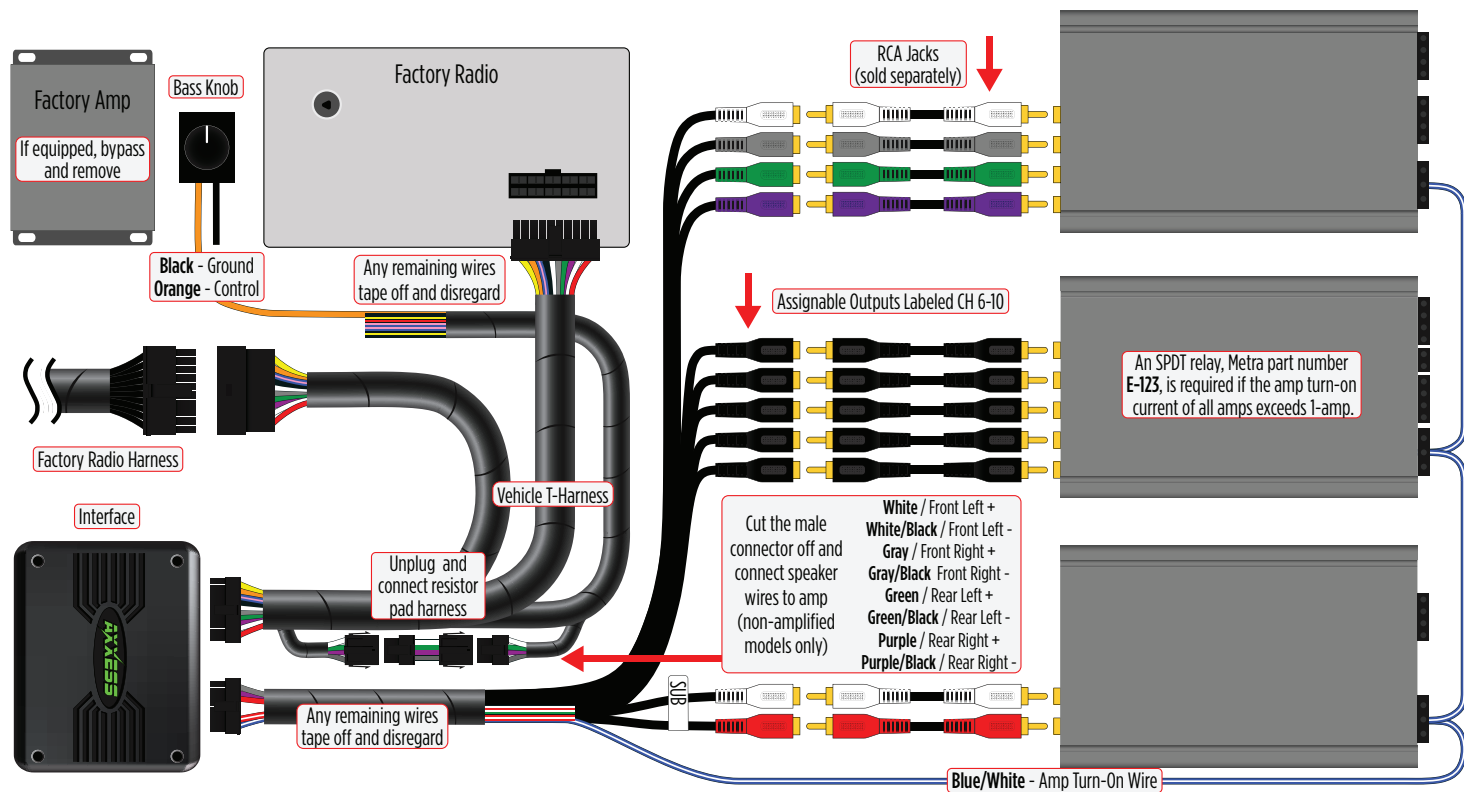 Factory Amp
If equipped, bypass
and remove
Bass Knob
Black - Ground
Orange - Control
Factory Radio
Any remaining wires
tape off and disregard
RCA Jacks
(sold separately)
Assignable Outputs Labeled CH 6-10
An SPDT relay, Metra part number
E-123, is required if the amp turn-on
current of all amps exceeds 1-amp.
Factory Radio Harness
Vehicle T-Harness
Interface
AXXESS
Unplug and
connect resistor
pad harness
Cut the male
connector off and
connect speaker
wires to amp
(non-amplified
models only)
White / Front Left +
White/Black / Front Left -
Gray / Front Right +
Gray/Black Front Right -
Green / Rear Left +
Green/Black / Rear Left -
Purple / Rear Right +
Purple/Black / Rear Right -
SUB
Any remaining wires
tape off and disregard
Blue/White - Amp Turn-On Wire